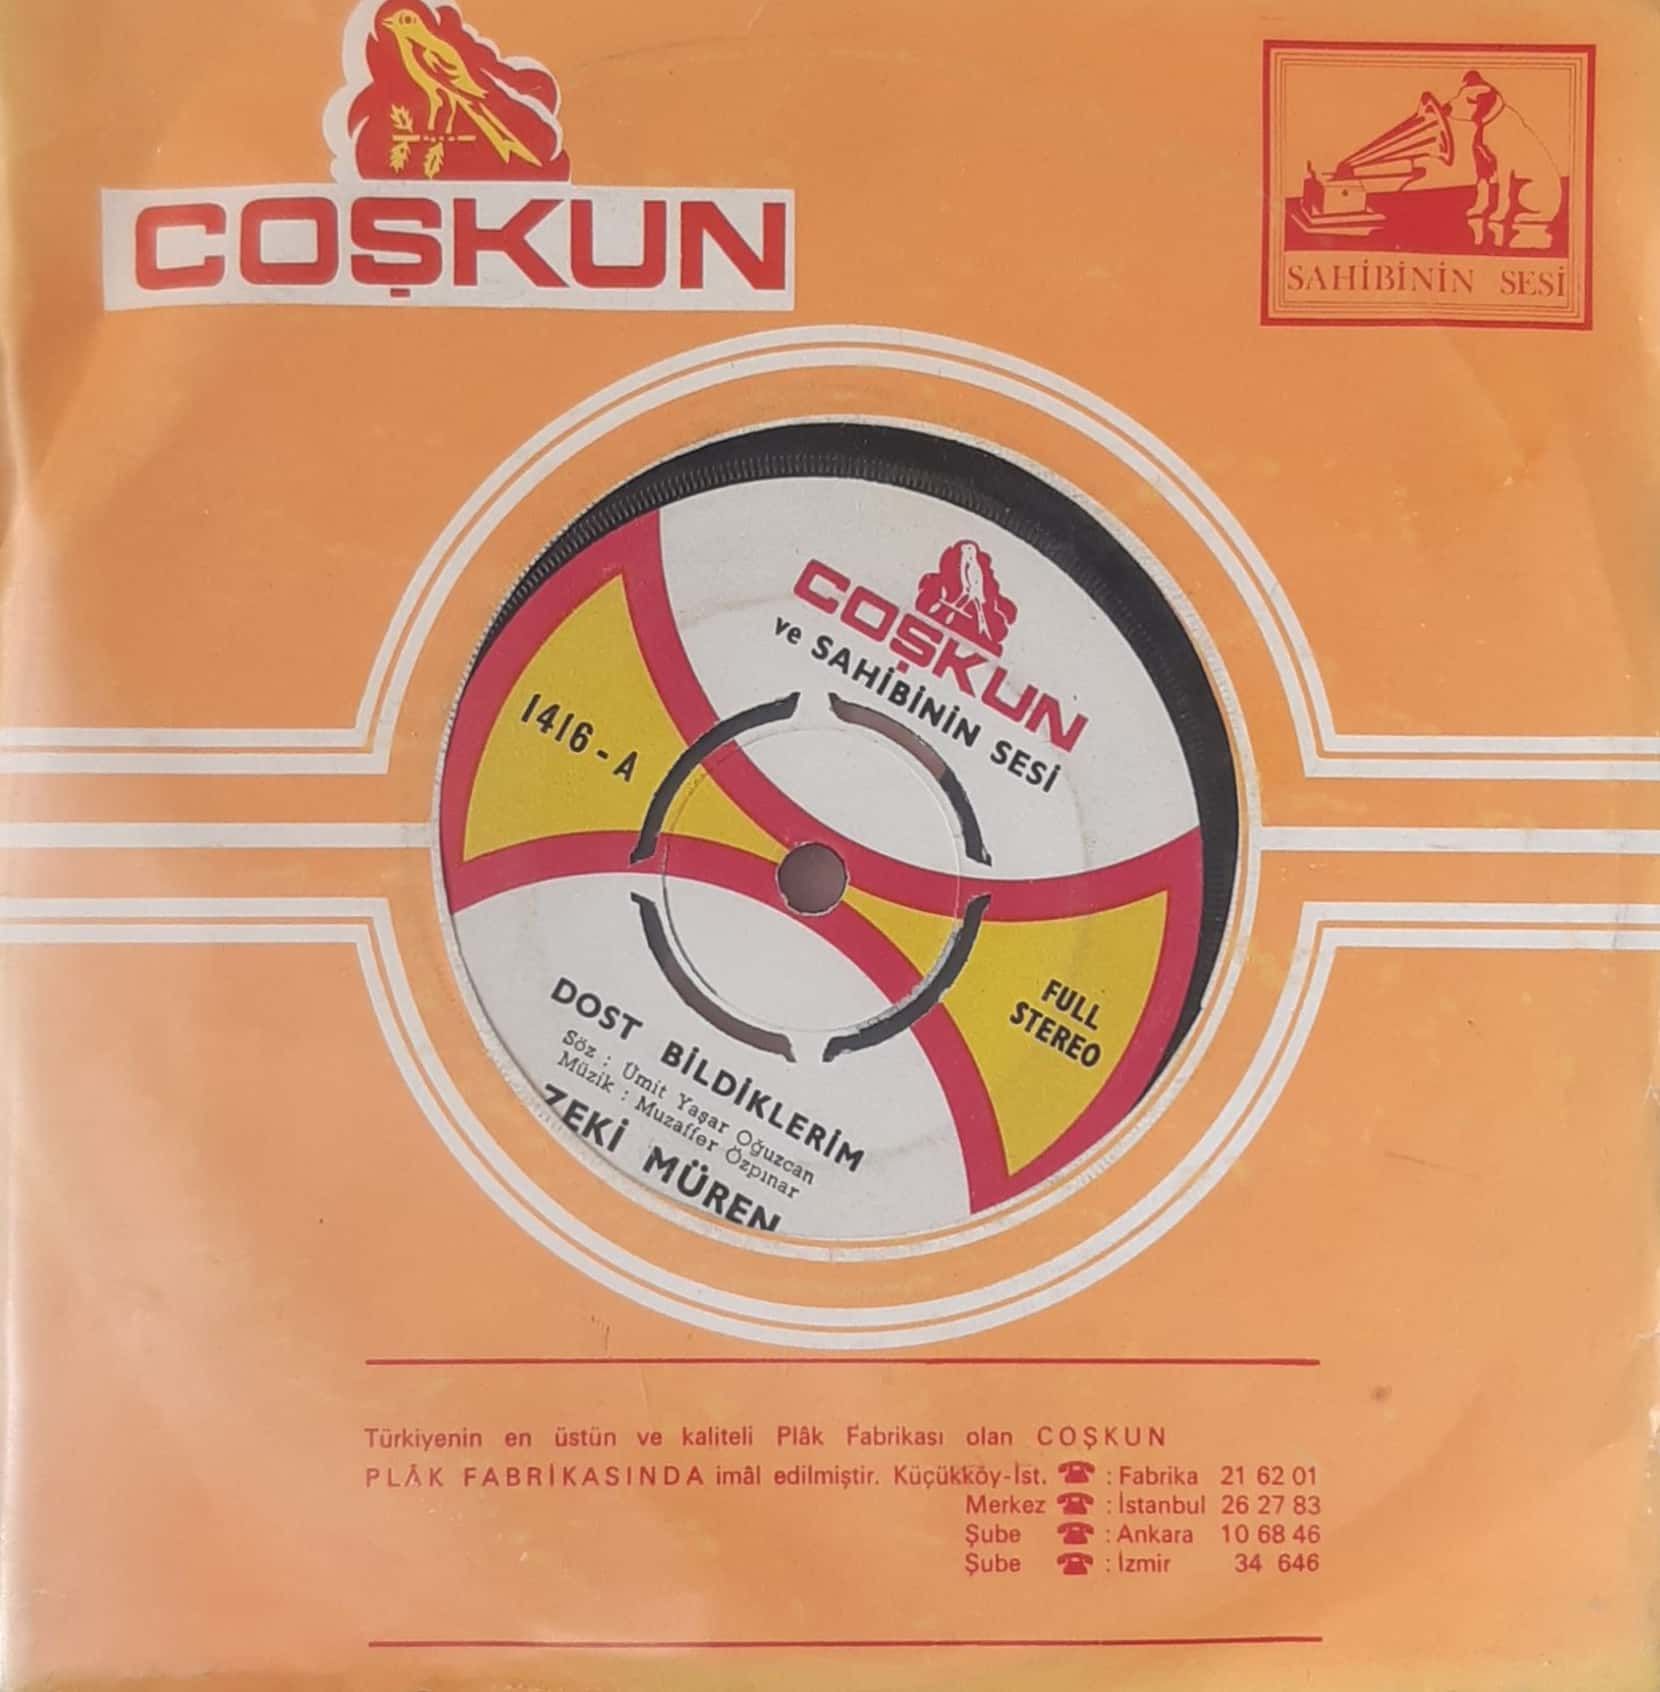 COŞKUN
SAHİBİNİN SESİ
COŞKUN
ve SAHİBİNİN SESİ
1416-A
FULL
STEREO
DOST BİLDİKLERİM
Söz : Ümit Yaşar Oğuzcan
Müzik : Muzaffer Özpınar
ZEKİ MÜREN
Türkiyenin en üstün ve kaliteli Plâk Fabrikası olan COŞKUN
PLÂK FABRİKASINDA imâl edilmiştir. Küçükköy-İst. ☎ : Fabrika 21 62 01
Merkez ☎ : İstanbul 26 27 83
Şube ☎ : Ankara 10 68 46
Şube ☎ : İzmir 34 646